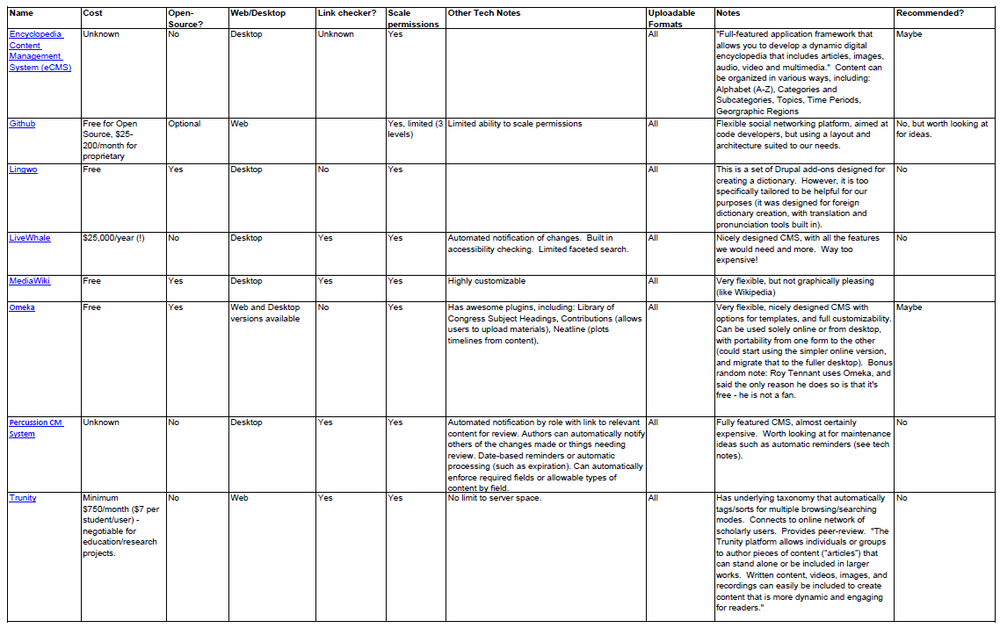 Name
Cost
Open-
Source?
Web/Desktop
Link checker?
Scale
permissions
Other Tech Notes
Uploadable
Formats
Notes
Recommended?
Encyclopedia
Content
Management
System (eCMS)
Unknown
No
Desktop
Unknown
Yes
All
"Full-featured application framework that
allows you to develop a dynamic digital
encyclopedia that includes articles, images,
audio, video and multimedia."  Content can
be organized in various ways, including:
Alphabet (A-Z), Categories and
Subcategories, Topics, Time Periods,
Georgraphic Regions
Maybe
Github
Free for Open
Source, $25-
200/month for
proprietary
Optional
Web
Yes, limited (3
levels)
Limited ability to scale permissions
All
Flexible social networking platform, aimed at
code developers, but using a layout and
architecture suited to our needs.
No, but worth looking at
for ideas.
Lingwo
Free
Yes
Desktop
No
Yes
All
This is a set of Drupal add-ons designed for
creating a dictionary.  However, it is too
specifically tailored to be helpful for our
purposes (it was designed for foreign
dictionary creation, with translation and
pronunciation tools built in).
No
LiveWhale
$25,000/year (!)
No
Desktop
Yes
Yes
Automated notification of changes.  Built in
accessibility checking.  Limited faceted search.
All
Nicely designed CMS, with all the features
we would need and more.  Way too
expensive!
No
MediaWiki
Free
Yes
Desktop
Yes
Yes
Highly customizable
All
Very flexible, but not graphically pleasing
(like Wikipedia)
Omeka
Free
Yes
Web and Desktop
versions available
No
Yes
Has awesome plugins, including: Library of
Congress Subject Headings, Contributions (allows
users to upload materials), Neatline (plots
timelines from content),
All
Very flexible, nicely designed CMS with
options for templates, and full customizability.
Can be used solely online or from desktop,
with portability from one form to the other
(could start using the simpler online version,
and migrate that to the fuller desktop).  Bonus
random note: Roy Tennant uses Omeka, and
said the only reason he does so is that it's
free - he is not a fan.
Maybe
Percussion CM
System
Unknown
No
Desktop
Yes
Yes
Automated notification by role with link to relevant
content for review. Authors can automatically notify
others of the changes made or things needing
review. Date-based reminders or automatic
processing (such as expiration). Can automatically
enforce required fields or allowable types of
content by field.
All
Fully featured CMS, almost certainly
expensive.  Worth looking at for maintenance
ideas such as automatic reminders (see tech
notes).
No
Trunity
Minimum
$750/month ($7 per
student/user) -
negotiable for
education/research
projects.
No
Web
Yes
Yes
No limit to server space.
All
Has underlying taxonomy that automatically
tags/sorts for multiple browsing/searching
modes.  Connects to online network of
scholarly users.  Provides peer-review.  "The
Trunity platform allows individuals or groups
to author pieces of content ("articles") that
can stand alone or be included in larger
works.  Written content, videos, images, and
recordings can easily be included to create
content that is more dynamic and engaging
for readers."
No